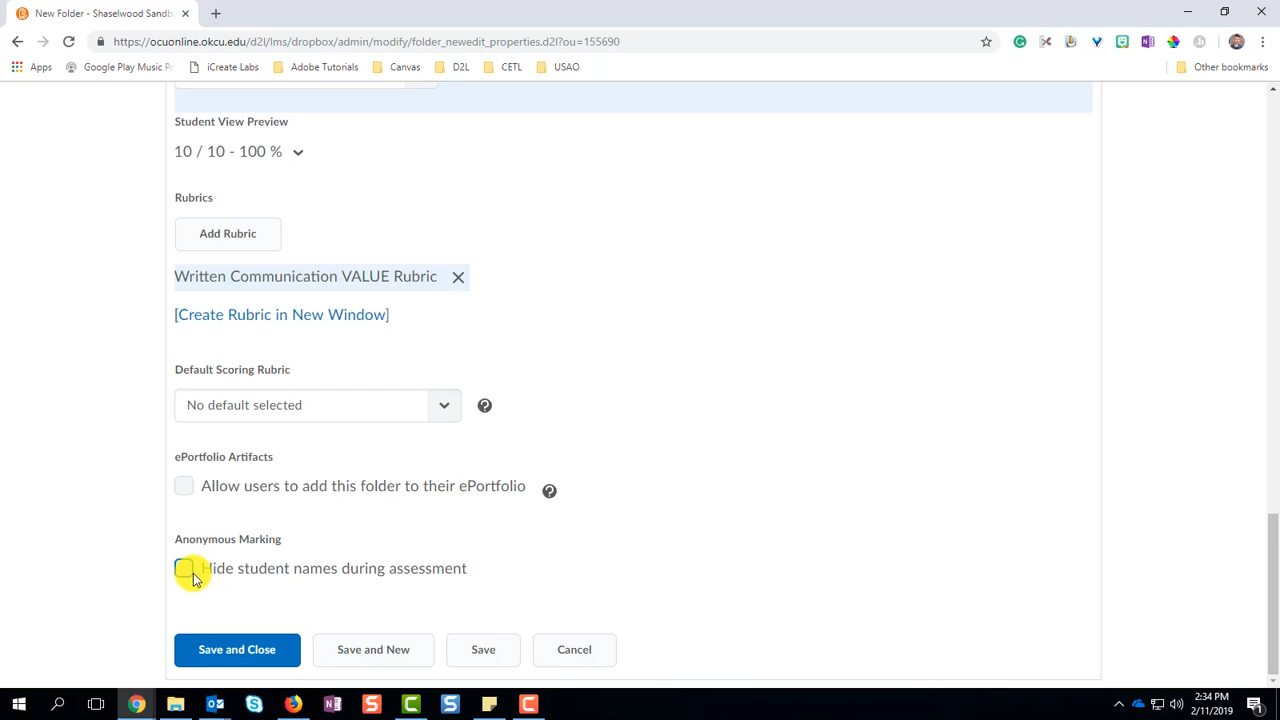 New Folder - Shaselwood Sandb
https://ocuonline.okcu.edu/d2l/lms/dropbox/admin/modify/folder_newedit_properties.d2l?ou=155690
Apps
Google Play Music
iCreate Labs
Adobe Tutorials
Canvas
D2L
CETL
USAO
Other bookmarks
Student View Preview
10 / 10 - 100 %
Rubrics
Add Rubric
Written Communication VALUE Rubric
[Create Rubric in New Window]
Default Scoring Rubric
No default selected
ePortfolio Artifacts
Allow users to add this folder to their ePortfolio
Anonymous Marking
Hide student names during assessment
Save and Close
Save and New
Save
Cancel
2:34 PM
2/11/2019